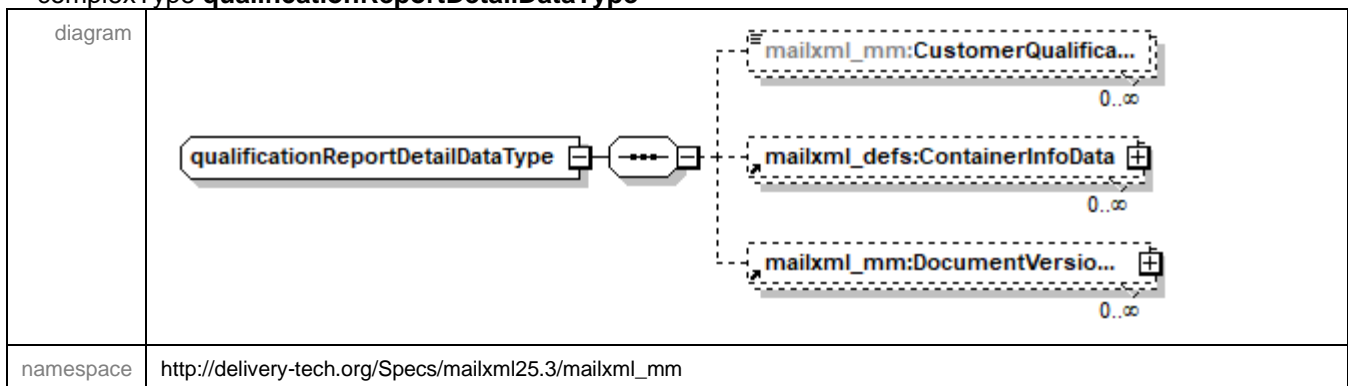 complexType qualificationReportDetailDataType
diagram
mailxml_mm:CustomerQualifica...
0..∞
qualificationReportDetailDataType
mailxml_defs:ContainerInfoData
0..∞
mailxml_mm:DocumentVersio...
0..∞
namespace http://delivery-tech.org/Specs/mailxml25.3/mailxml_mm